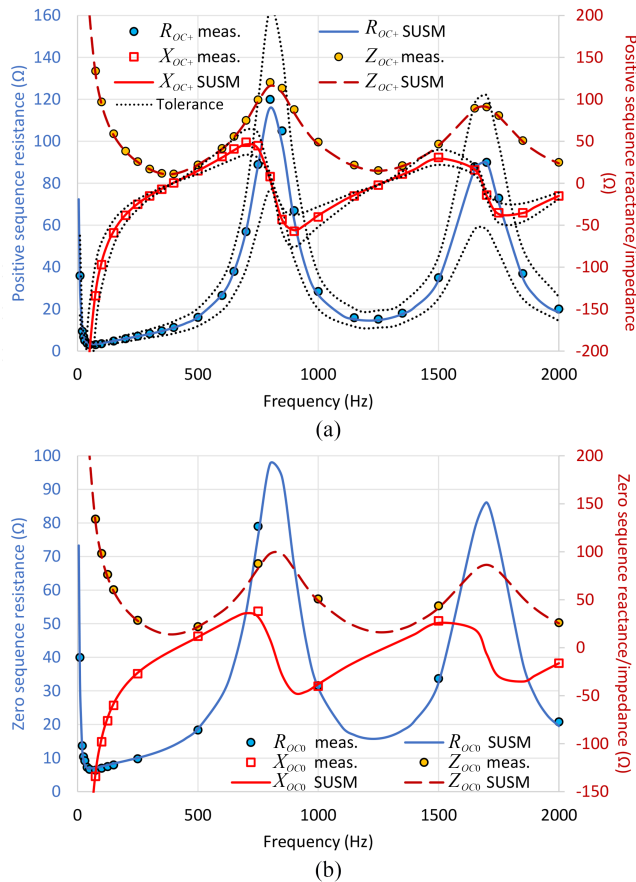 160
140
120
100
80
60
40
20
0
Positive sequence resistance (Ω)
R_OC+ meas.
R_OC+ SUSM
X_OC+ meas.
Z_OC+ meas.
X_OC+ SUSM
Z_OC+ SUSM
Tolerance
200
150
100
50
0
-50
-100
-150
-200
Positive sequence reactance/impedance
(Ω)
0 500 1000 1500 2000
Frequency (Hz)
(a)
100
90
80
70
60
50
40
30
20
10
0
Zero sequence resistance (Ω)
200
150
100
50
0
-50
-100
-150
Zero sequence reactance/impedance (Ω)
R_OC0 meas.
R_OC0 SUSM
X_OC0 meas.
Z_OC0 meas.
X_OC0 SUSM
Z_OC0 SUSM
0 500 1000 1500 2000
Frequency (Hz)
(b)